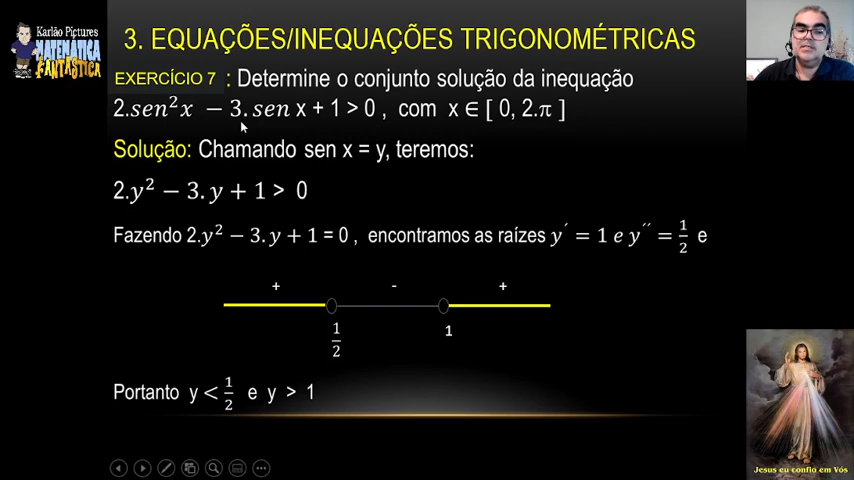 Karlão Pictures
MATEMÁTICA
FANTÁSTICA
3. EQUAÇÕES/INEQUAÇÕES TRIGONOMÉTRICAS
EXERCÍCIO 7 : Determine o conjunto solução da inequação
2.sen²x − 3.sen x + 1 > 0 , com x ∈ [ 0, 2.π ]
Solução: Chamando sen x = y, teremos:
2.y² − 3.y + 1 > 0
Fazendo 2.y² − 3.y + 1 = 0 , encontramos as raízes y´ = 1 e y´´ = 1/2 e
+ - +
1/2 1
Portanto y < 1/2 e y > 1
Jesus eu confio em Vós